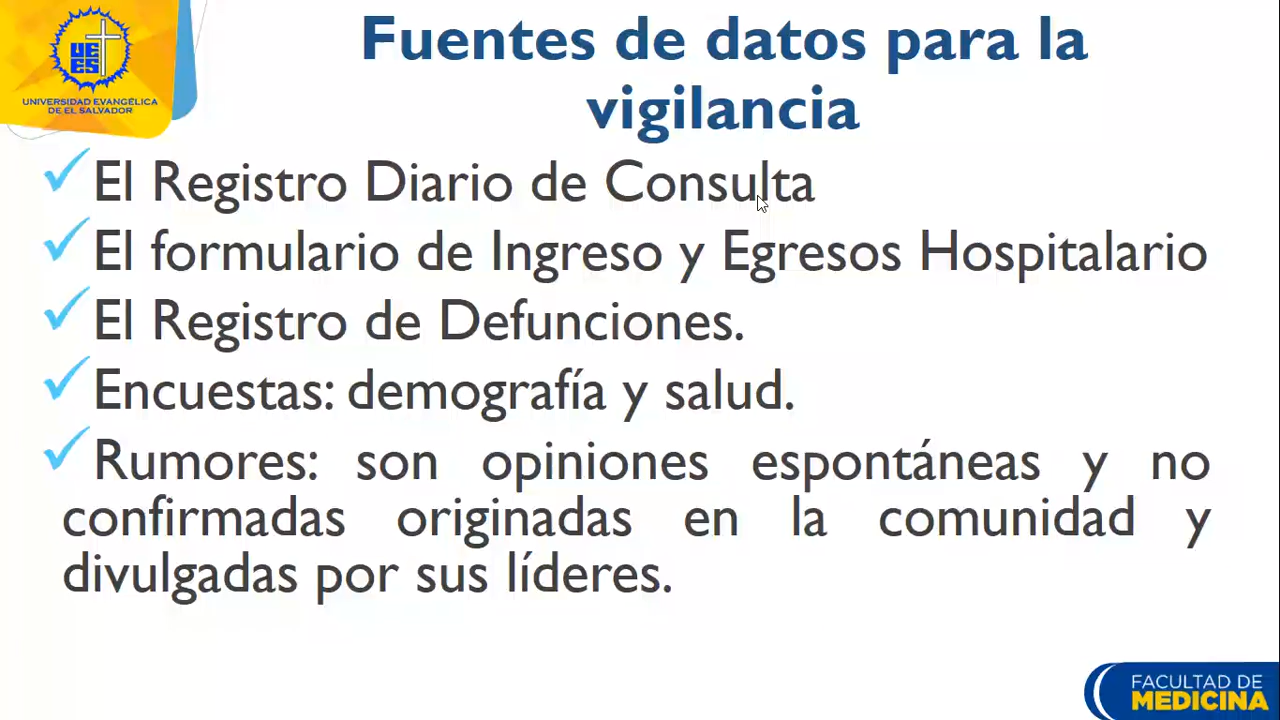 UE
ES
UNIVERSIDAD EVANGÉLICA
DE EL SALVADOR
Fuentes de datos para la
vigilancia
El Registro Diario de Consulta
El formulario de Ingreso y Egresos Hospitalario
El Registro de Defunciones.
Encuestas: demografía y salud.
Rumores: son opiniones espontáneas y no
confirmadas originadas en la comunidad y
divulgadas por sus líderes.
FACULTAD DE
MEDICINA